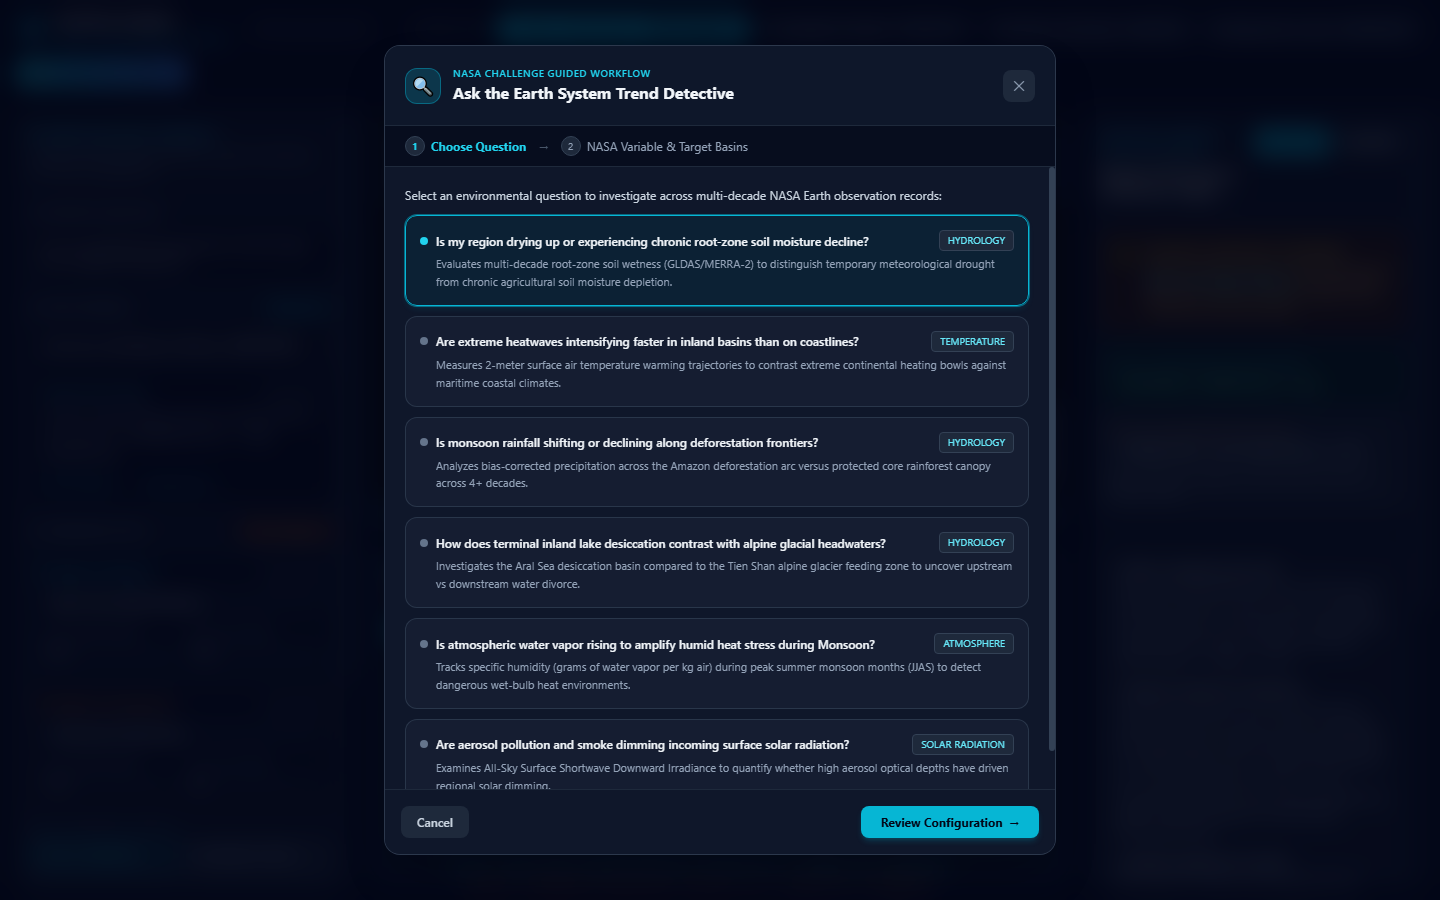 NASA CHALLENGE GUIDED WORKFLOW
Ask the Earth System Trend Detective
1 Choose Question → 2 NASA Variable & Target Basins
Select an environmental question to investigate across multi-decade NASA Earth observation records:
Is my region drying up or experiencing chronic root-zone soil moisture decline? HYDROLOGY
Evaluates multi-decade root-zone soil wetness (GLDAS/MERRA-2) to distinguish temporary meteorological drought
from chronic agricultural soil moisture depletion.
Are extreme heatwaves intensifying faster in inland basins than on coastlines? TEMPERATURE
Measures 2-meter surface air temperature warming trajectories to contrast extreme continental heating bowls against
maritime coastal climates.
Is monsoon rainfall shifting or declining along deforestation frontiers? HYDROLOGY
Analyzes bias-corrected precipitation across the Amazon deforestation arc versus protected core rainforest canopy
across 4+ decades.
How does terminal inland lake desiccation contrast with alpine glacial headwaters? HYDROLOGY
Investigates the Aral Sea desiccation basin compared to the Tien Shan alpine glacier feeding zone to uncover upstream
vs downstream water divorce.
Is atmospheric water vapor rising to amplify humid heat stress during Monsoon? ATMOSPHERE
Tracks specific humidity (grams of water vapor per kg air) during peak summer monsoon months (JJAS) to detect
dangerous wet-bulb heat environments.
Are aerosol pollution and smoke dimming incoming surface solar radiation? SOLAR RADIATION
Examines All-Sky Surface Shortwave Downward Irradiance to quantify whether high aerosol optical depths have driven
regional solar dimming.
Cancel
Review Configuration →